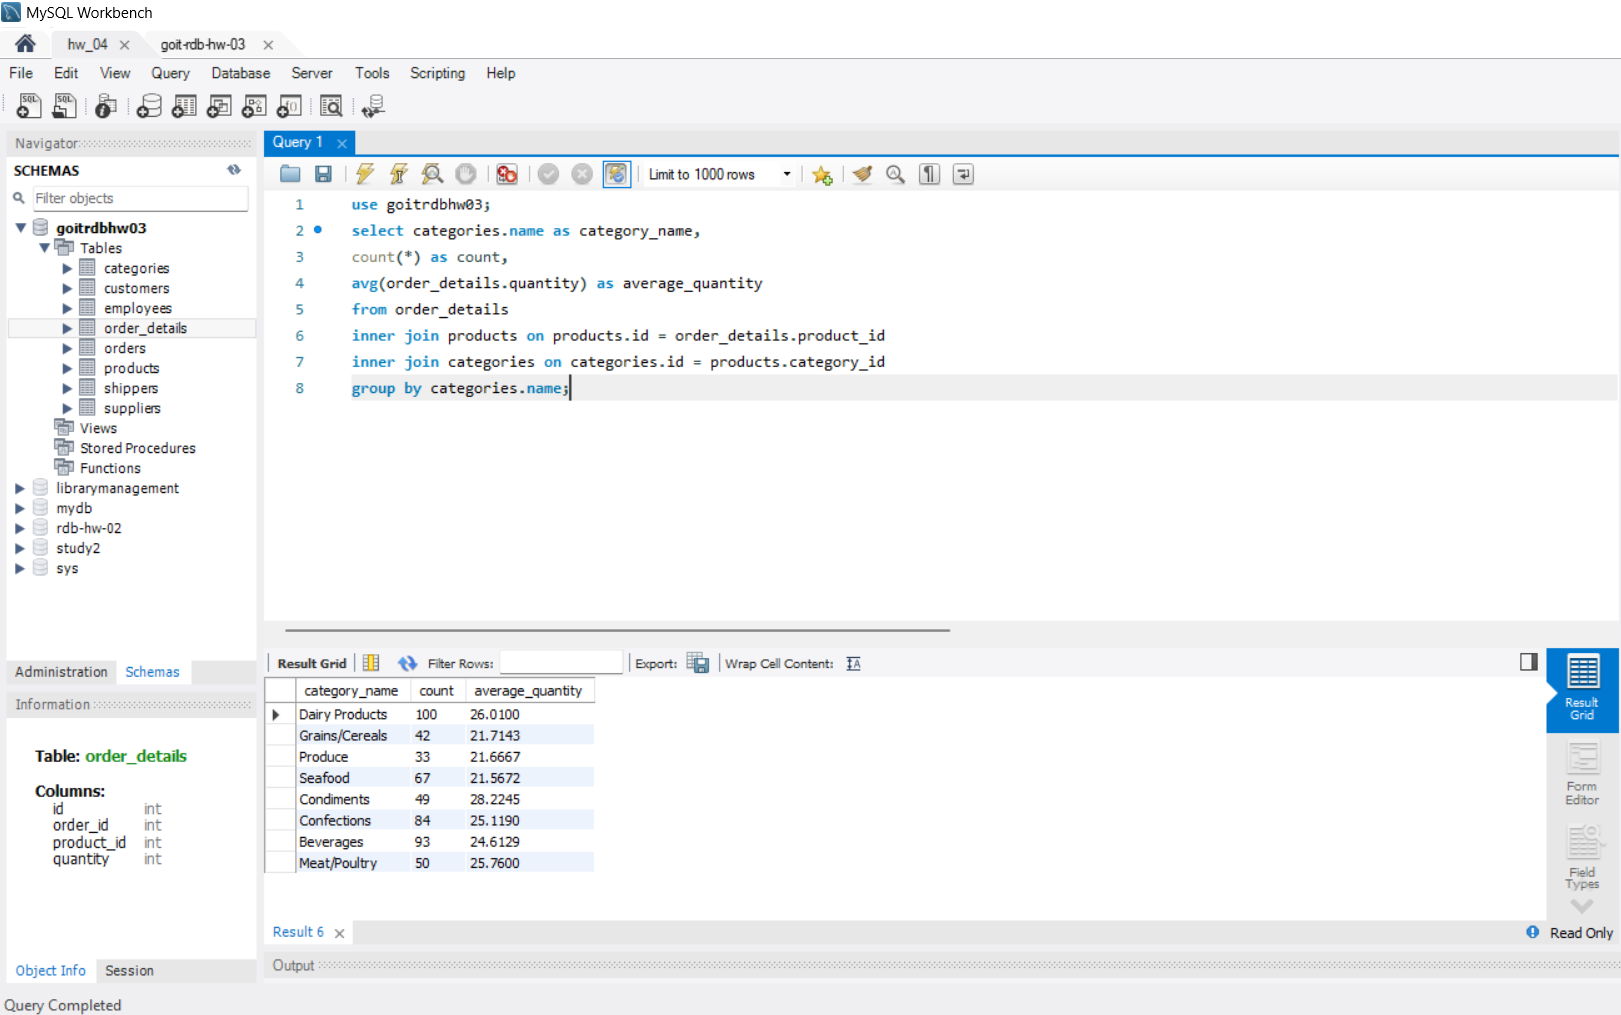 MySQL Workbench
hw_04
goit-rdb-hw-03
File Edit View Query Database Server Tools Scripting Help
Navigator
SCHEMAS
Filter objects
goitrdbhw03
Tables
categories
customers
employees
order_details
orders
products
shippers
suppliers
Views
Stored Procedures
Functions
librarymanagement
mydb
rdb-hw-02
study2
sys
Administration Schemas
Information
Table: order_details
Columns:
id int
order_id int
product_id int
quantity int
Object Info Session
Query 1
Limit to 1000 rows
1 use goitrdbhw03;
2 select categories.name as category_name,
3 count(*) as count,
4 avg(order_details.quantity) as average_quantity
5 from order_details
6 inner join products on products.id = order_details.product_id
7 inner join categories on categories.id = products.category_id
8 group by categories.name;
Result Grid Filter Rows: Export: Wrap Cell Content:
category_name count average_quantity
Dairy Products 100 26.0100
Grains/Cereals 42 21.7143
Produce 33 21.6667
Seafood 67 21.5672
Condiments 49 28.2245
Confections 84 25.1190
Beverages 93 24.6129
Meat/Poultry 50 25.7600
Result
Grid
Form
Editor
Field
Types
Result 6
Read Only
Output
Query Completed